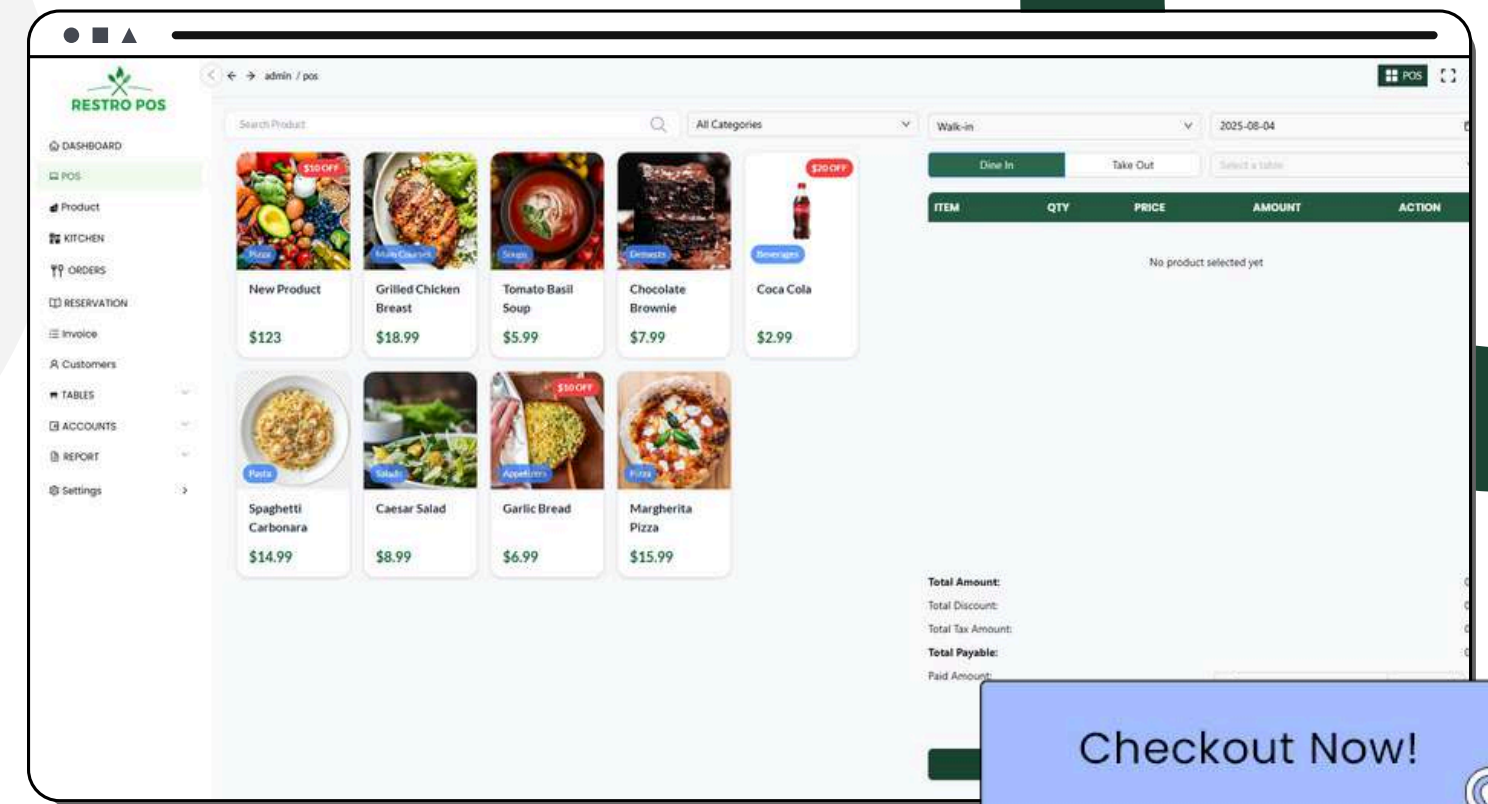 RESTRO POS
admin / pos
POS
Search Product
All Categories
Walk-in
2025-08-04
DASHBOARD
POS
Product
KITCHEN
ORDERS
RESERVATION
Invoice
Customers
TABLES
ACCOUNTS
REPORT
Settings
$10 OFF
Pizza
New Product
$123
Main Courses
Grilled Chicken
Breast
$18.99
Soups
Tomato Basil
Soup
$5.99
Desserts
Chocolate
Brownie
$7.99
$20 OFF
Beverages
Coca Cola
$2.99
Pasta
Spaghetti
Carbonara
$14.99
Salads
Caesar Salad
$8.99
$10 OFF
Appetizers
Garlic Bread
$6.99
Pizza
Margherita
Pizza
$15.99
Dine In
Take Out
Select a table
ITEM QTY PRICE AMOUNT ACTION
No product selected yet
Total Amount:
Total Discount:
Total Tax Amount:
Total Payable:
Paid Amount:
Checkout Now!